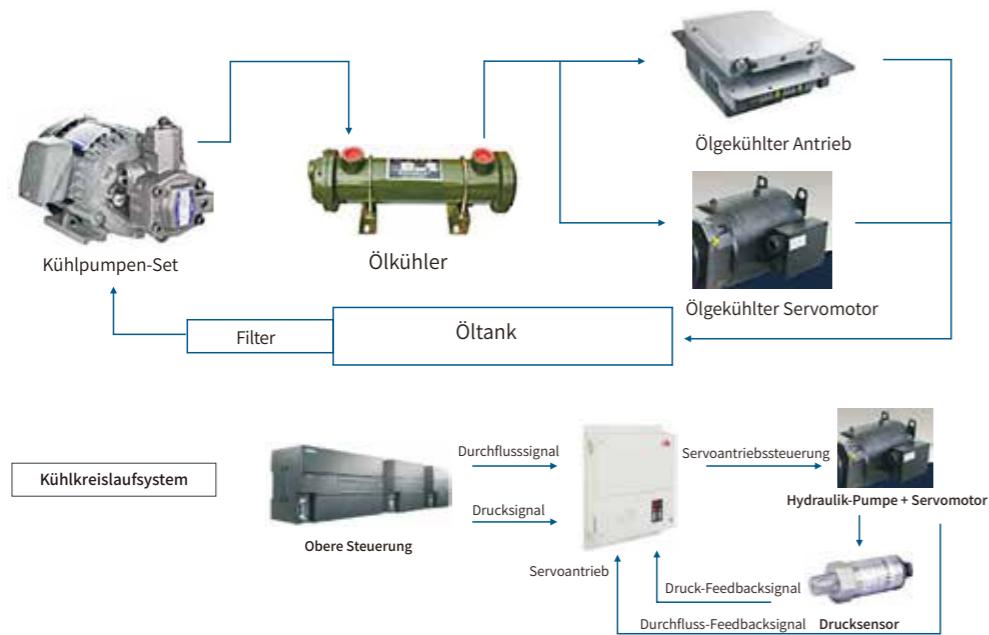 Ölgekühlter Antrieb
Kühlpumpen-Set
Ölkühler
Ölgekühlter Servomotor
Filter
Öltank
Kühlkreislaufsystem
Durchflusssignal
Servoantriebssteuerung
Drucksignal
Hydraulik-Pumpe + Servomotor
Obere Steuerung
Servoantrieb
Druck-Feedbacksignal
Durchfluss-Feedbacksignal
Drucksensor